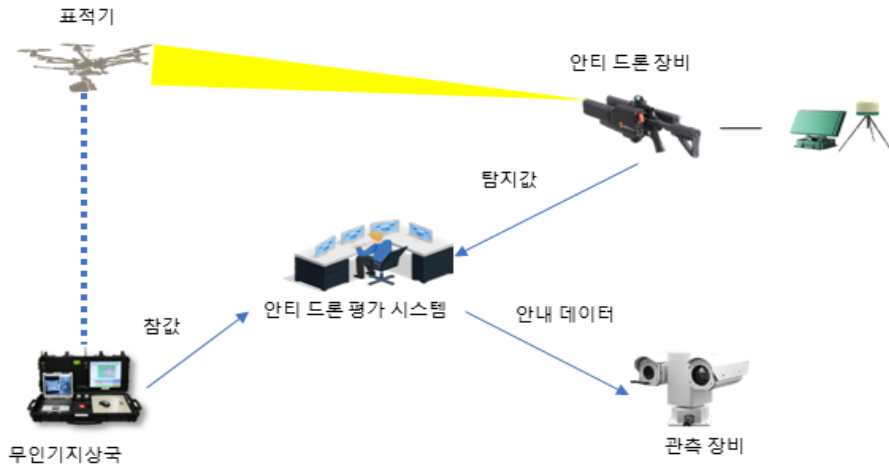 표적기
안티 드론 장비
탐지값
안티 드론 평가 시스템
참값
안내 데이터
무인기지상국
관측 장비